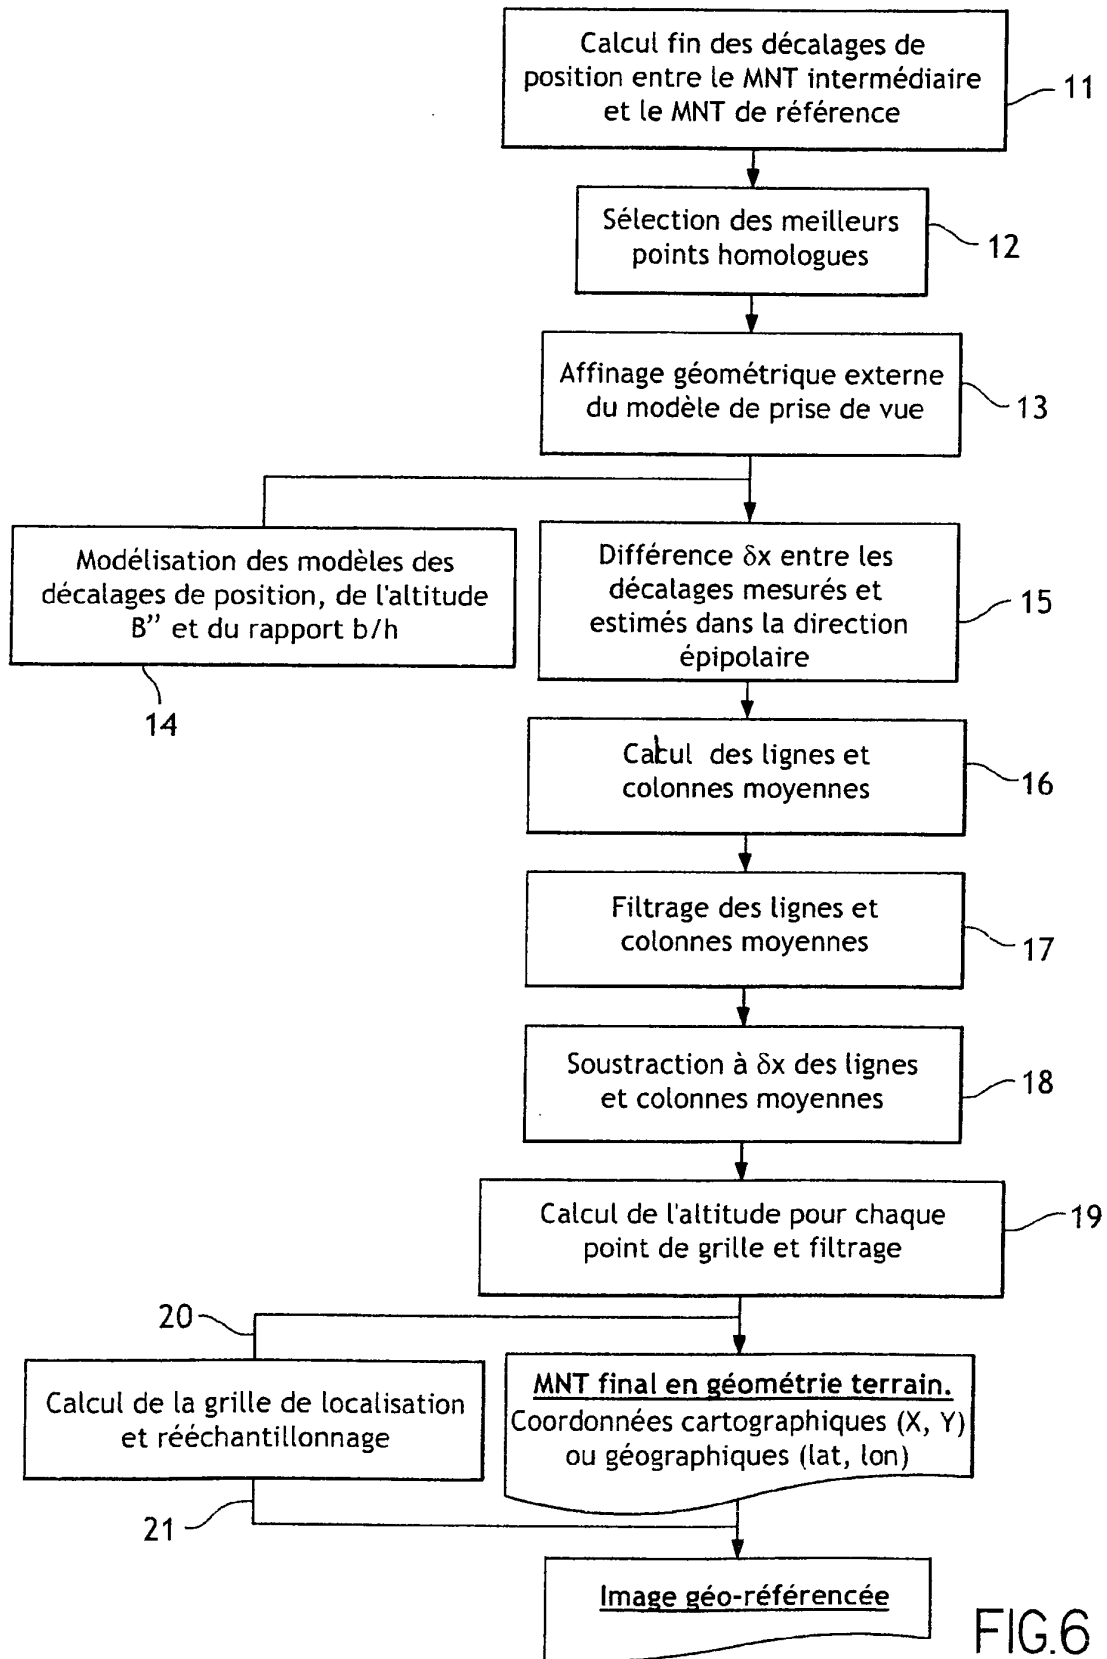 Calcul fin des décalages de
position entre le MNT intermédiaire
et le MNT de référence
11
Sélection des meilleurs
points homologues
12
Affinage géométrique externe
du modèle de prise de vue
13
Modélisation des modèles des
décalages de position, de l'altitude
B” et du rapport b/h
14
Différence δx entre les
décalages mesurés et
estimés dans la direction
épipolaire
15
Calcul des lignes et
colonnes moyennes
16
Filtrage des lignes et
colonnes moyennes
17
Soustraction à δx des lignes
et colonnes moyennes
18
Calcul de l'altitude pour chaque
point de grille et filtrage
19
20
Calcul de la grille de localisation
et rééchantillonnage
21
MNT final en géométrie terrain.
Coordonnées cartographiques (X, Y)
ou géographiques (lat, lon)
Image géo-référencée
FIG.6